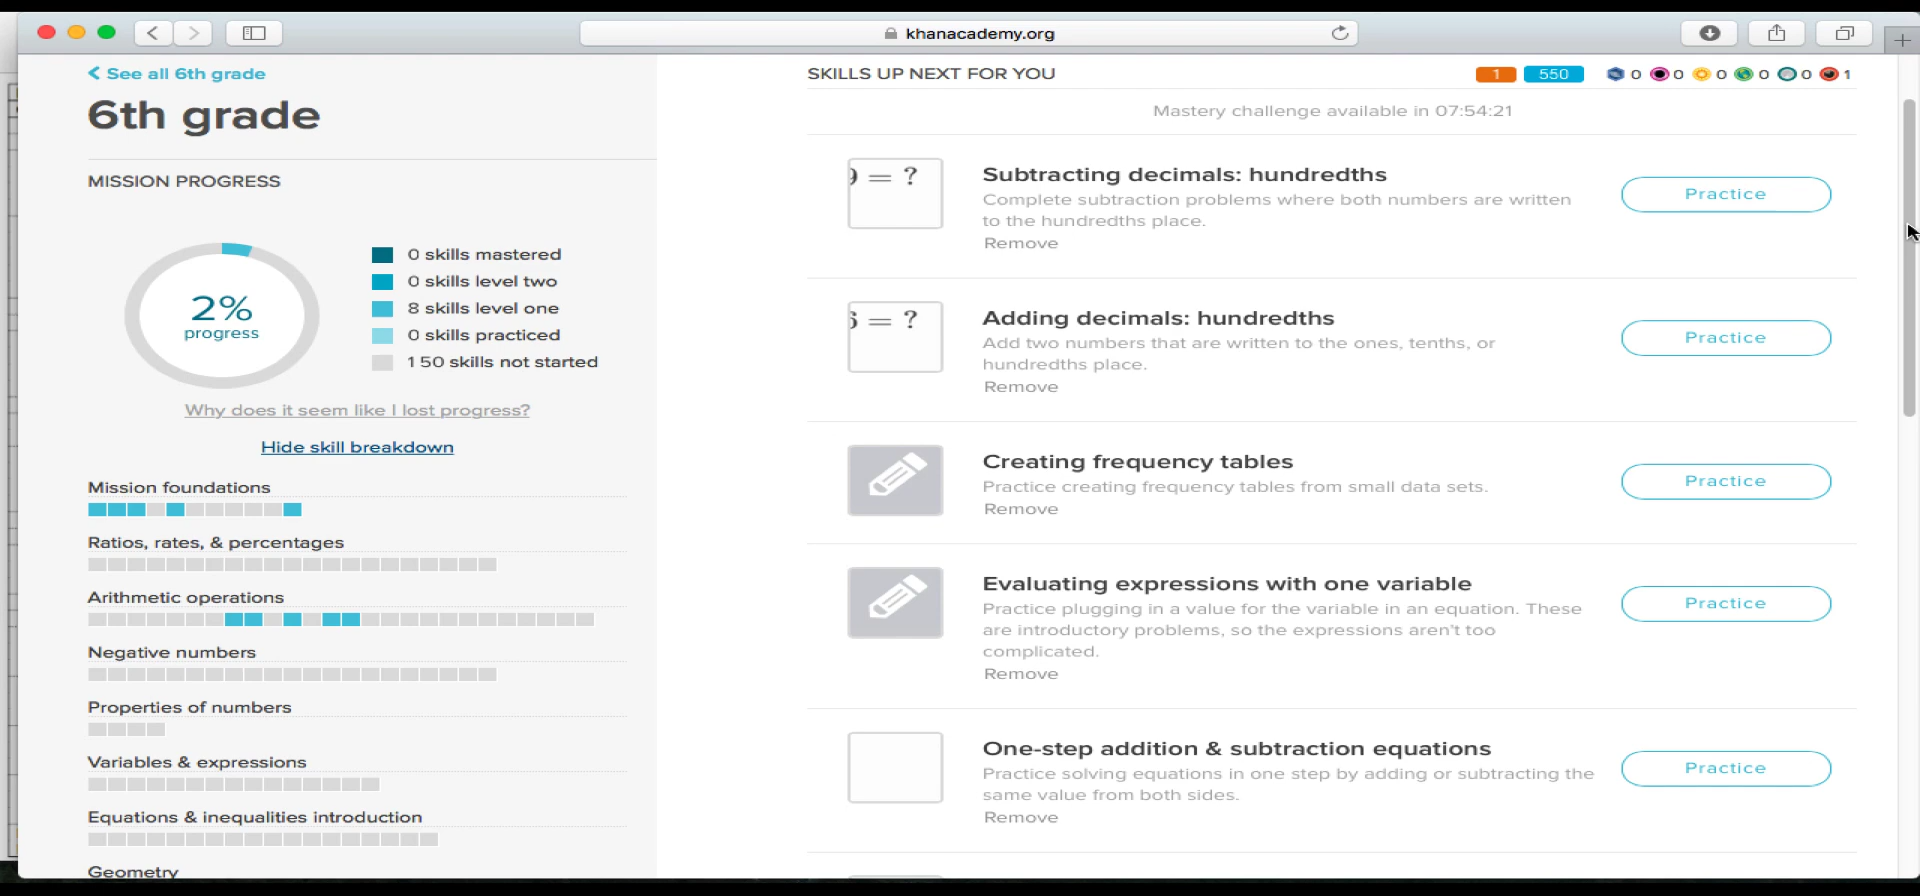 khanacademy.org
See all 6th grade
6th grade
MISSION PROGRESS
2%
progress
0 skills mastered
0 skills level two
8 skills level one
0 skills practiced
150 skills not started
Why does it seem like I lost progress?
Hide skill breakdown
Mission foundations
Ratios, rates, & percentages
Arithmetic operations
Negative numbers
Properties of numbers
Variables & expressions
Equations & inequalities introduction
Geometry
SKILLS UP NEXT FOR YOU
1 550 0 0 0 0 0 1
Mastery challenge available in 07:54:21
= ?
Subtracting decimals: hundredths
Complete subtraction problems where both numbers are written
to the hundredths place.
Remove
Practice
= ?
Adding decimals: hundredths
Add two numbers that are written to the ones, tenths, or
hundredths place.
Remove
Practice
Creating frequency tables
Practice creating frequency tables from small data sets.
Remove
Practice
Evaluating expressions with one variable
Practice plugging in a value for the variable in an equation. These
are introductory problems, so the expressions aren't too
complicated.
Remove
Practice
One-step addition & subtraction equations
Practice solving equations in one step by adding or subtracting the
same value from both sides.
Remove
Practice